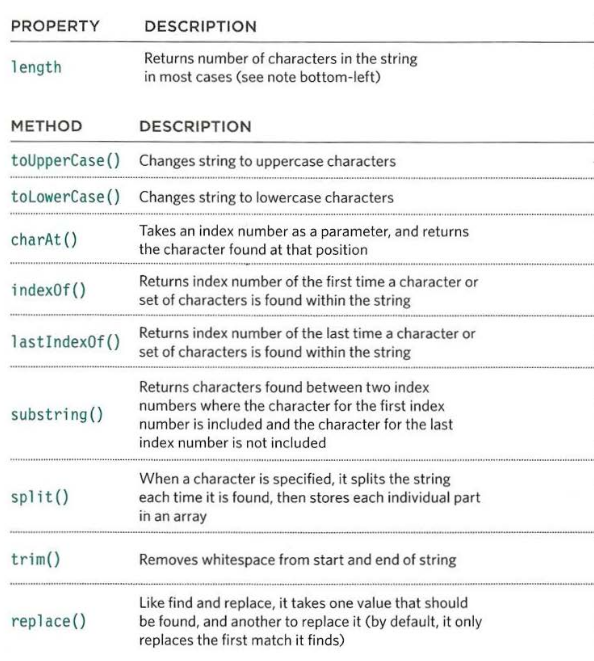 PROPERTY DESCRIPTION
length Returns number of characters in the string
in most cases (see note bottom-left)
METHOD DESCRIPTION
toUpperCase() Changes string to uppercase characters
toLowerCase() Changes string to lowercase characters
charAt() Takes an index number as a parameter, and returns
the character found at that position
indexOf() Returns index number of the first time a character or
set of characters is found within the string
lastIndexOf() Returns index number of the last time a character or
set of characters is found within the string
substring() Returns characters found between two index
numbers where the character for the first index
number is included and the character for the last
index number is not included
split() When a character is specified, it splits the string
each time it is found, then stores each individual part
in an array
trim() Removes whitespace from start and end of string
replace() Like find and replace, it takes one value that should
be found, and another to replace it (by default, it only
replaces the first match it finds)